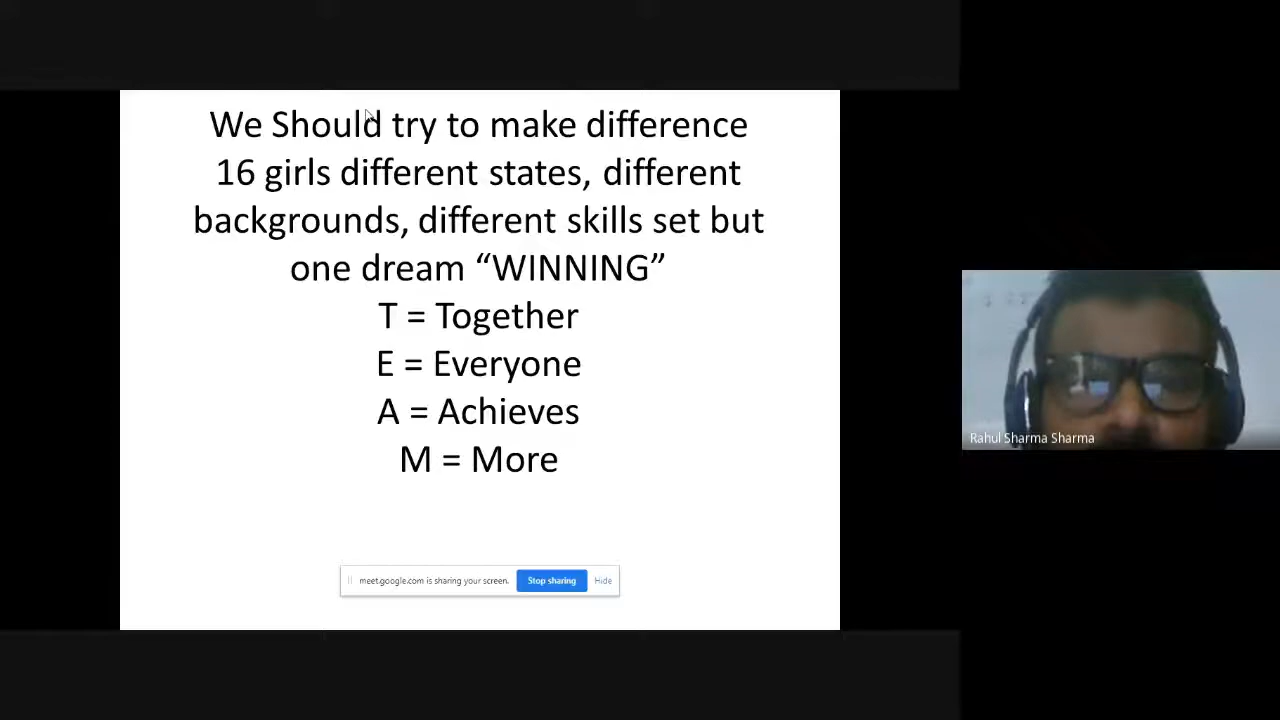 We Should try to make difference
16 girls different states, different
backgrounds, different skills set but
one dream “WINNING”
T = Together
E = Everyone
A = Achieves
M = More
meet.google.com is sharing your screen. Stop sharing Hide
Rahul Sharma Sharma